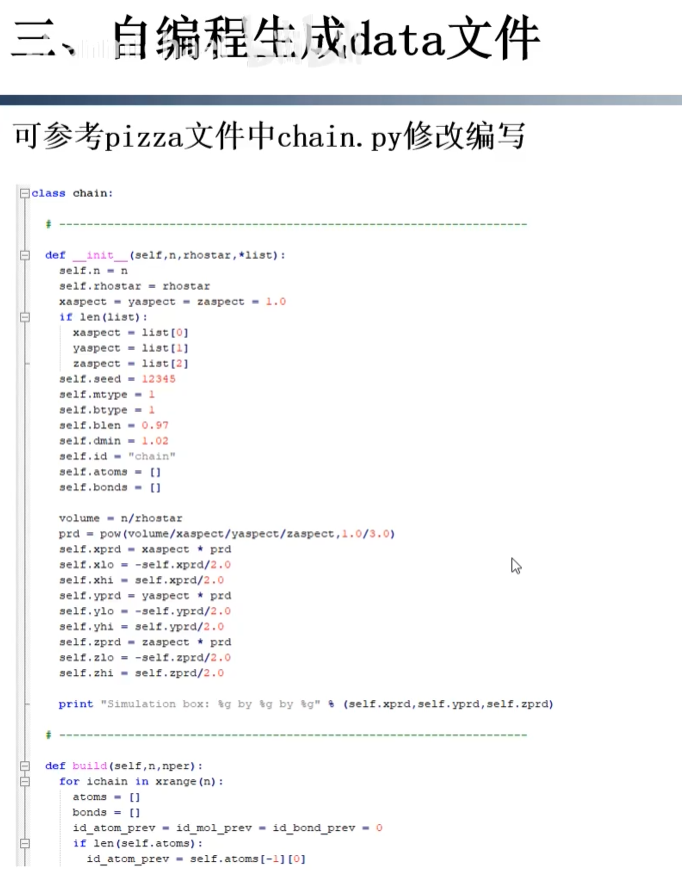 三、自编程生成data文件
可参考pizza文件中chain.py修改编写
class chain:
# --------------------------------------------------------------------
def __init__(self,n,rhostar,*list):
self.n = n
self.rhostar = rhostar
xaspect = yaspect = zaspect = 1.0
if len(list):
xaspect = list[0]
yaspect = list[1]
zaspect = list[2]
self.seed = 12345
self.mtype = 1
self.btype = 1
self.blen = 0.97
self.dmin = 1.02
self.id = "chain"
self.atoms = []
self.bonds = []
volume = n/rhostar
prd = pow(volume/xaspect/yaspect/zaspect,1.0/3.0)
self.xprd = xaspect * prd
self.xlo = -self.xprd/2.0
self.xhi = self.xprd/2.0
self.yprd = yaspect * prd
self.ylo = -self.yprd/2.0
self.yhi = self.yprd/2.0
self.zprd = zaspect * prd
self.zlo = -self.zprd/2.0
self.zhi = self.zprd/2.0
print "Simulation box: %g by %g by %g" % (self.xprd,self.yprd,self.zprd)
# --------------------------------------------------------------------
def build(self,n,nper):
for ichain in xrange(n):
atoms = []
bonds = []
id_atom_prev = id_mol_prev = id_bond_prev = 0
if len(self.atoms):
id_atom_prev = self.atoms[-1][0]